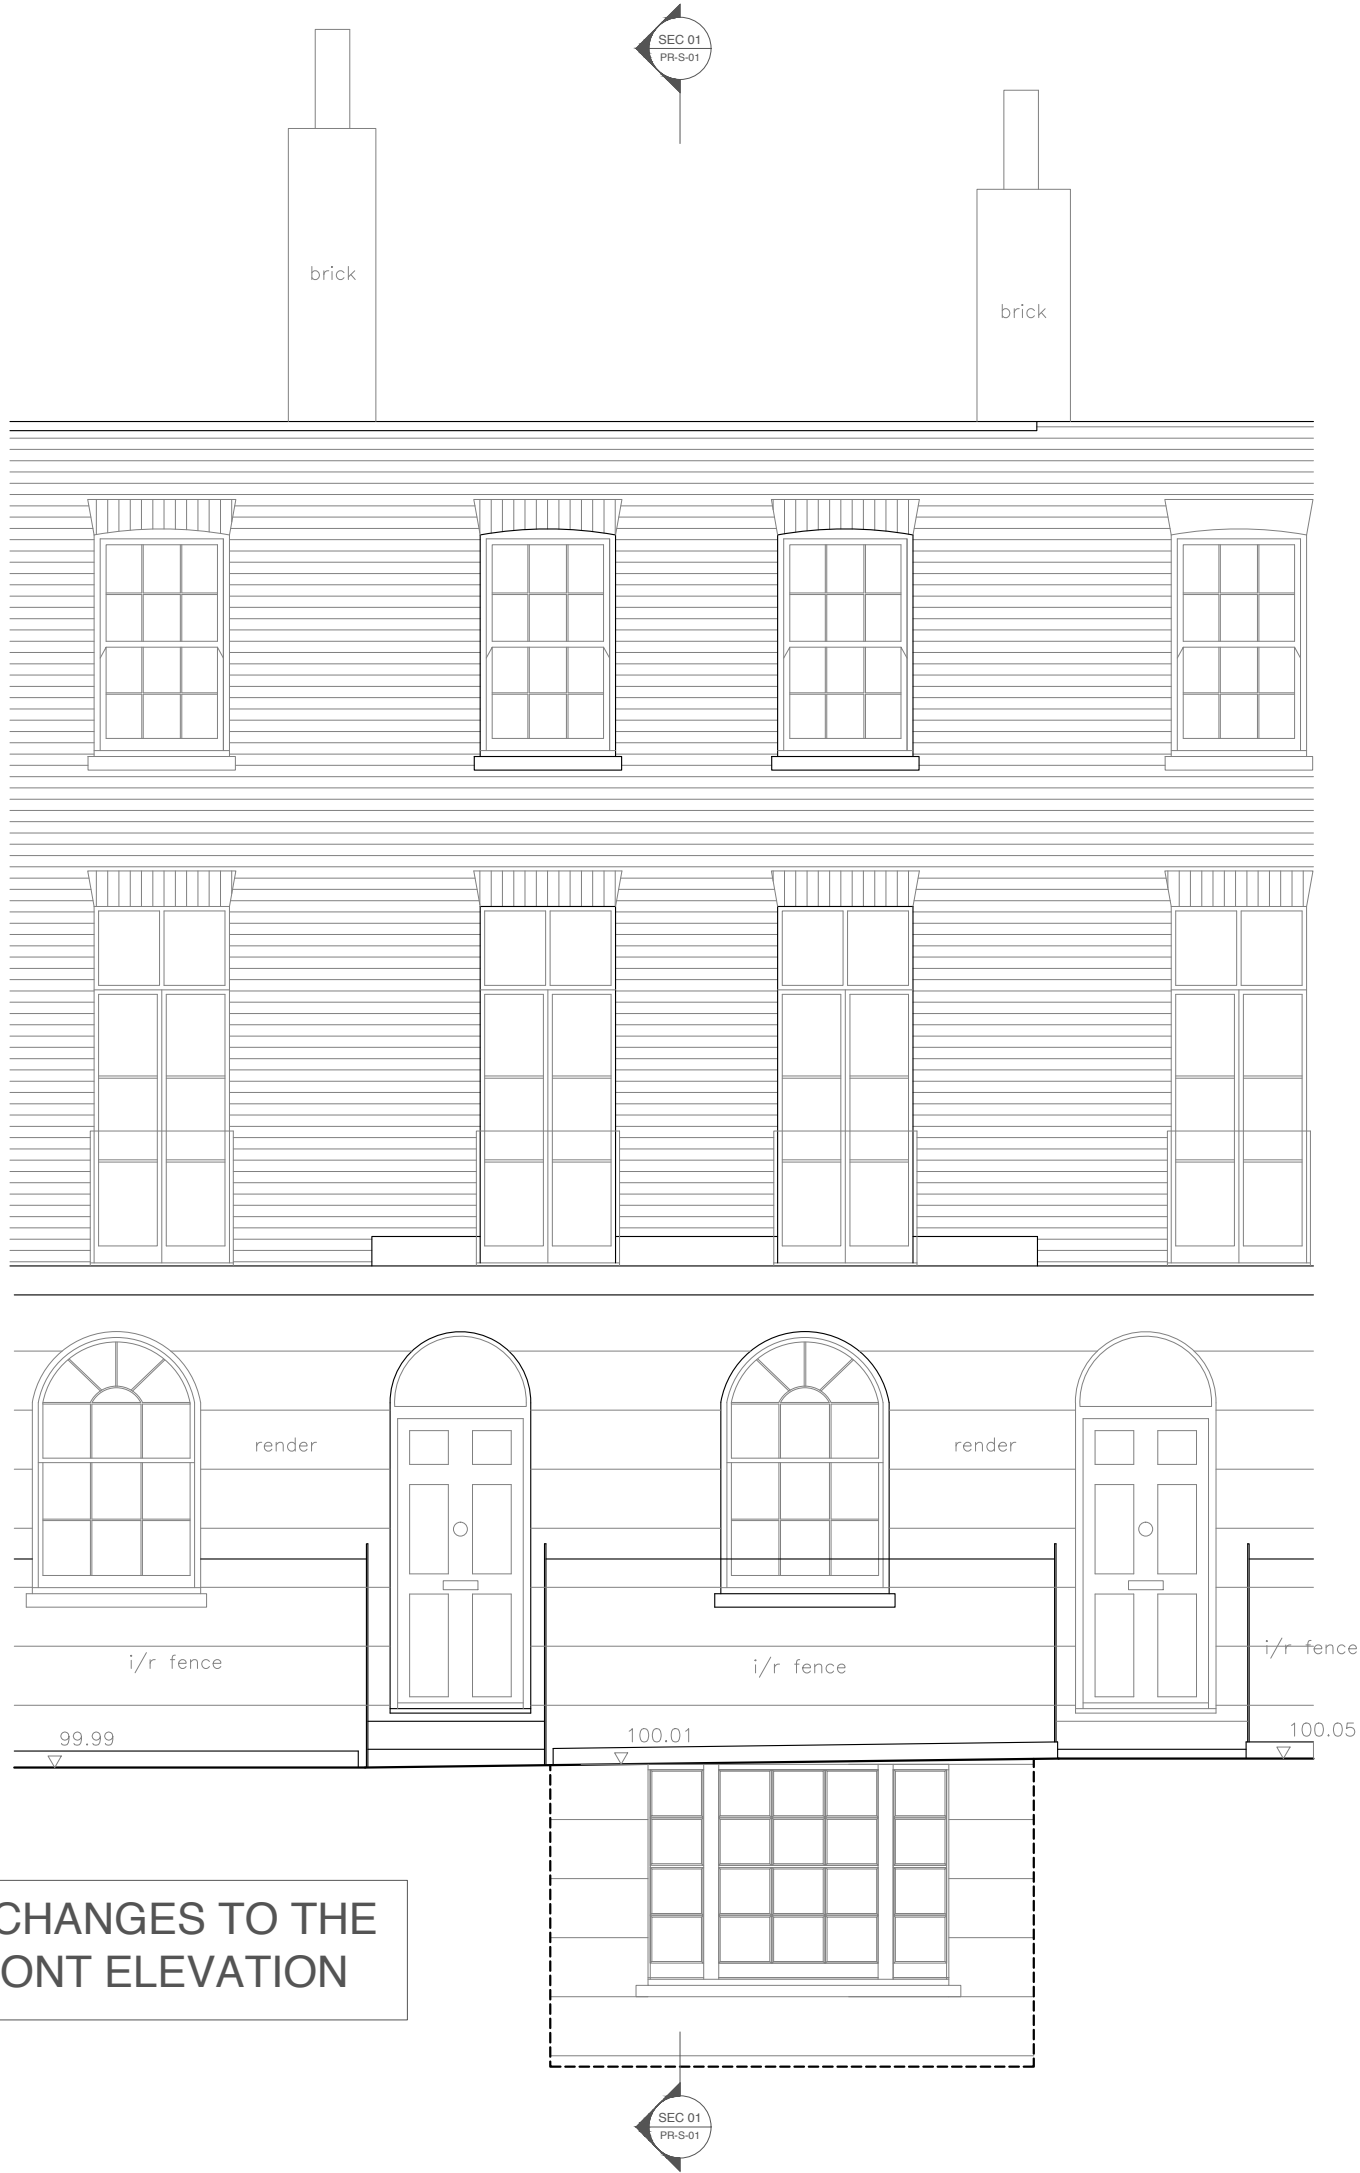 SEC 01
PR-S-01
brick
brick
render
render
i/r fence
i/r fence
i/r fence
99.99
100.01
100.05
CHANGES TO THE
ONT ELEVATION
SEC 01
PR-S-01